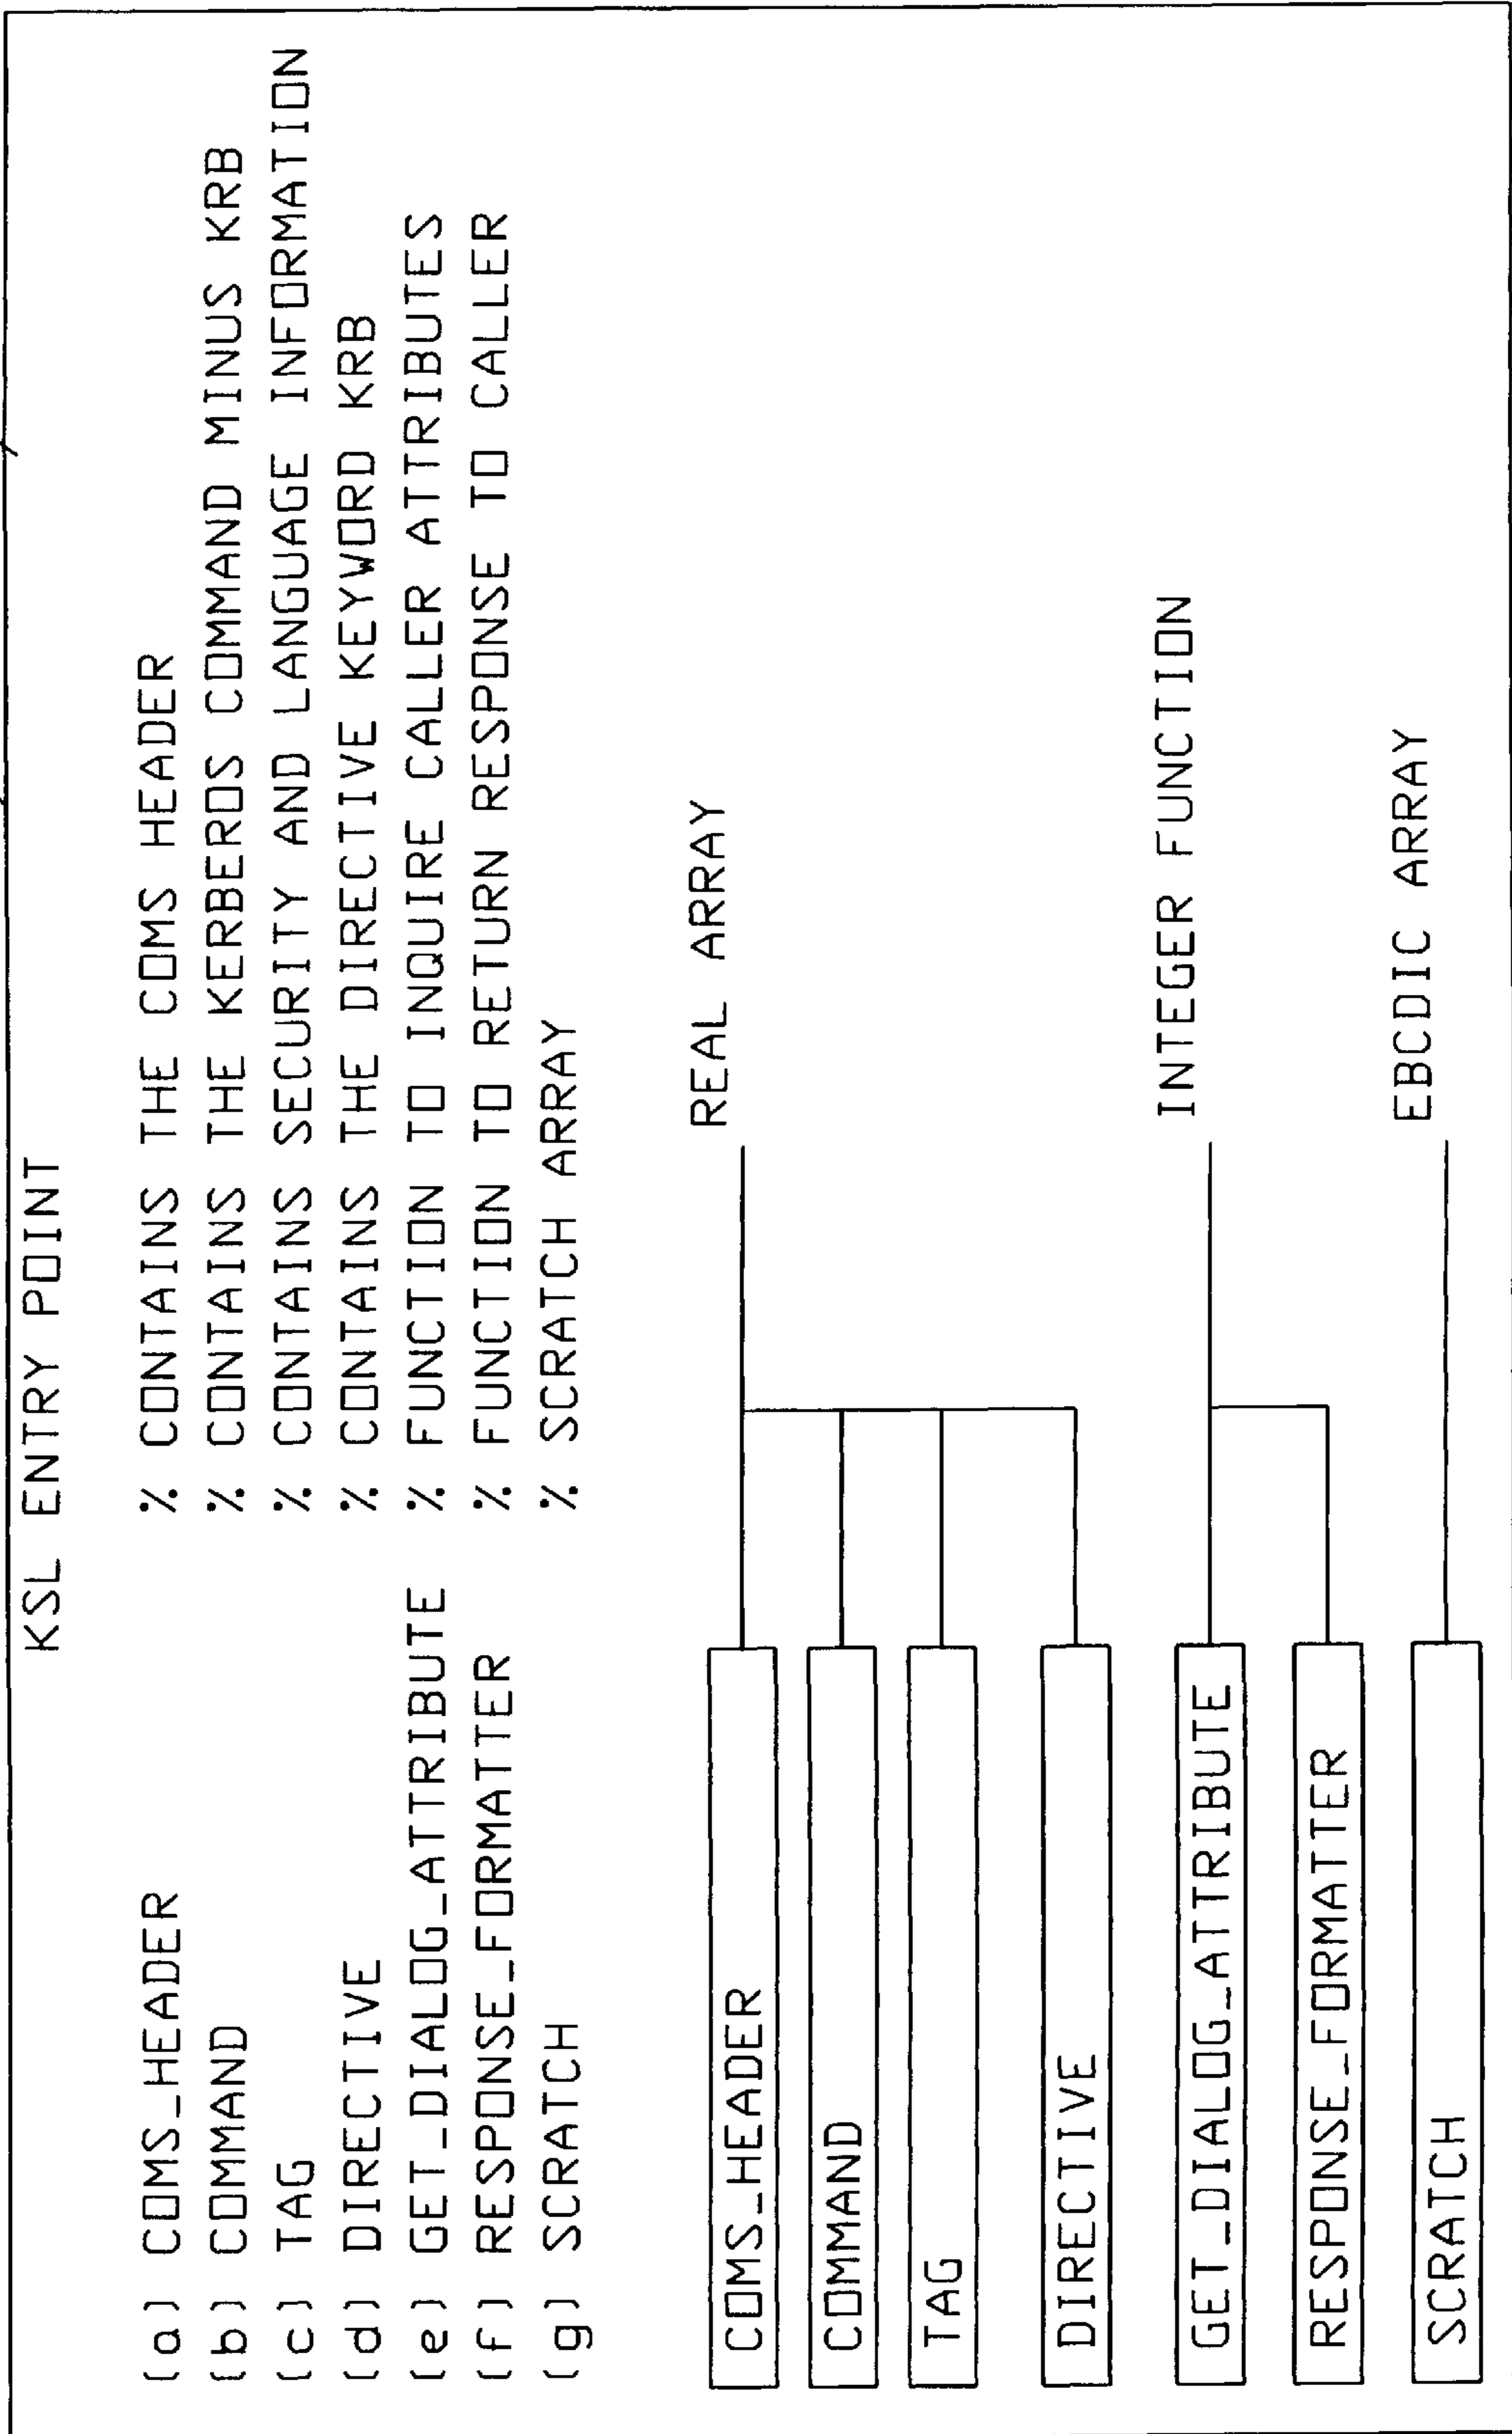 KSL ENTRY POINT
(a) COMS_HEADER % CONTAINS THE COMS HEADER
(b) COMMAND % CONTAINS THE KERBEROS COMMAND MINUS KRB
(c) TAG % CONTAINS SECURITY AND LANGUAGE INFORMATION
(d) DIRECTIVE % CONTAINS THE DIRECTIVE KEYWORD KRB
(e) GET_DIALOG_ATTRIBUTE % FUNCTION TO INQUIRE CALLER ATTRIBUTES
(f) RESPONSE_FORMATTER % FUNCTION TO RETURN RESPONSE TO CALLER
(g) SCRATCH % SCRATCH ARRAY
COMS_HEADER REAL ARRAY
COMMAND
TAG
DIRECTIVE
GET_DIALOG_ATTRIBUTE INTEGER FUNCTION
RESPONSE_FORMATTER
SCRATCH EBCDIC ARRAY